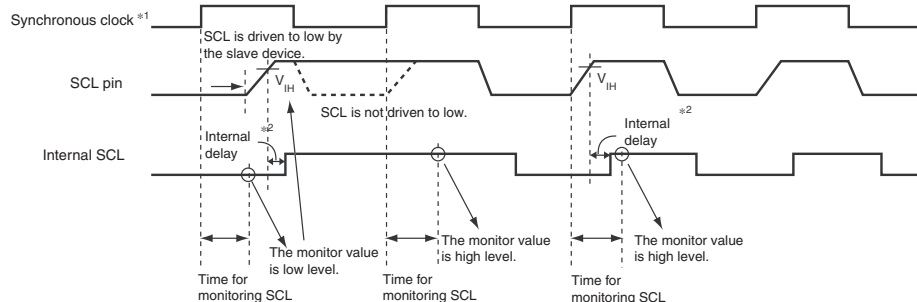 Synchronous clock *1
SCL is driven to low by
the slave device.
SCL pin
VIH
VIH
SCL is not driven to low.
*2
Internal
delay
*2
Internal
delay
Internal SCL
The monitor value
is low level.
The monitor value
is high level.
The monitor value
is high level.
Time for
monitoring SCL
Time for
monitoring SCL
Time for
monitoring SCL